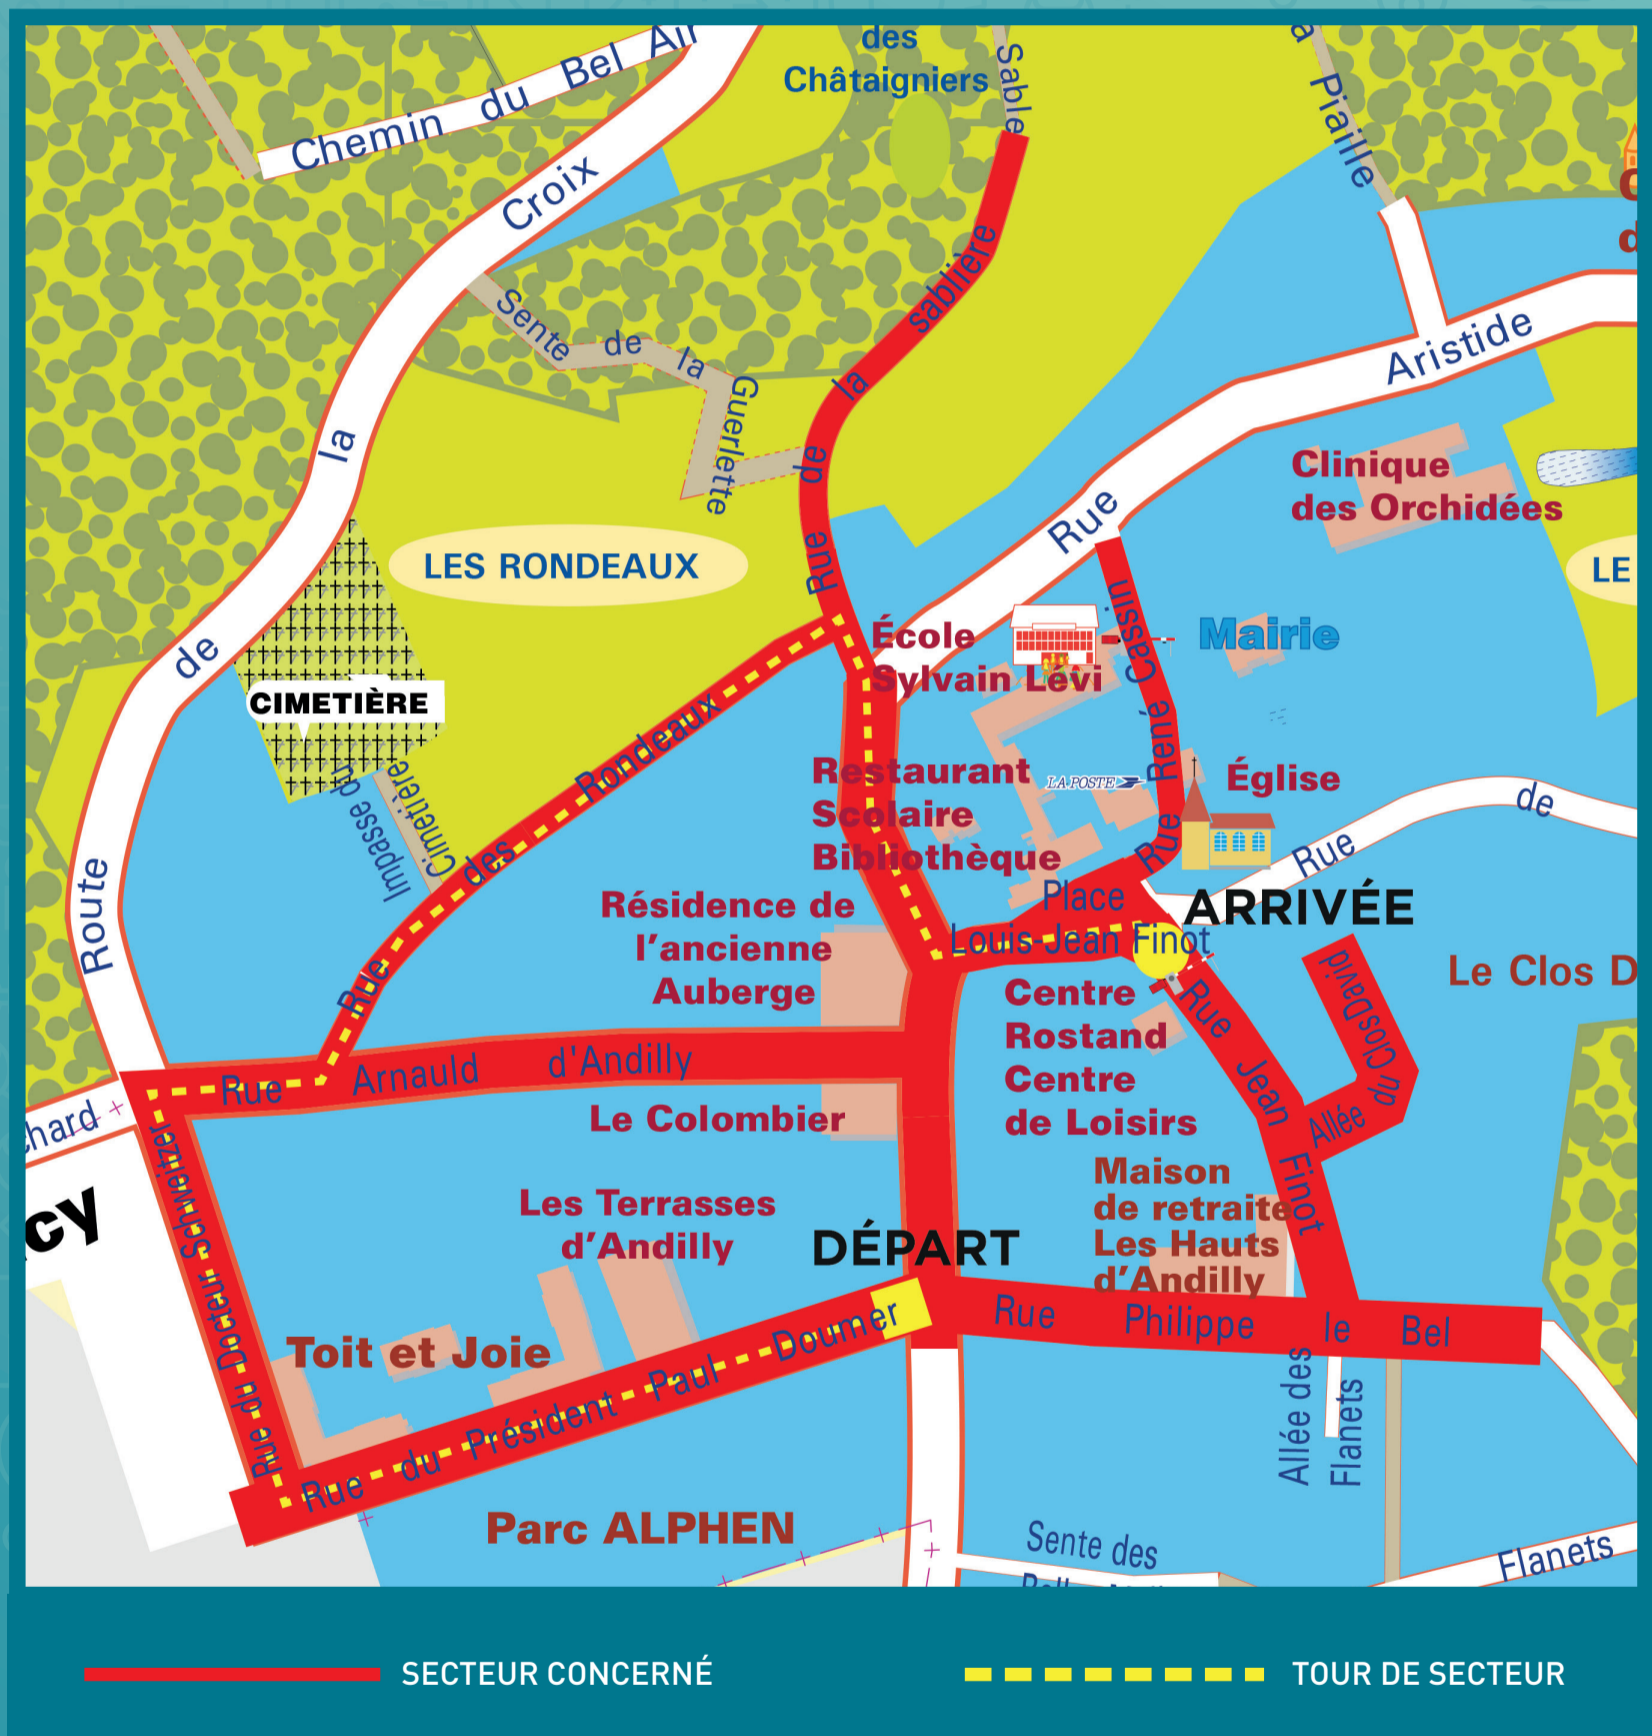 Chemin du Bel Air
des
Châtaigniers
Sable
la Piraille
Croix
Sente de la Guerlette
Rue de la sablière
Rue Aristide
Clinique
des Orchidées
LES RONDEAUX
LE
Route de la
CIMETIÈRE
Impasse du
Cimetière
École
Sylvain Lévi
Mairie
Rue René Cassin
Restaurant
Scolaire
Bibliothèque
LA POSTE
Église
Rue de
Rue des Rondeaux
Résidence de
l'ancienne
Auberge
Place
Louis-Jean Finot
ARRIVÉE
Le Clos D
Centre
Rostand
Centre
de Loisirs
Rue Jean Finot
Allée du Clos David
Rue Arnauld d'Andilly
Le Colombier
chard
cy
Rue du Docteur Schweitzer
Les Terrasses
d'Andilly
DÉPART
Maison
de retraite
Les Hauts
d'Andilly
Rue Philippe le Bel
Toit et Joie
Rue du Président Paul Doumer
Allée des
Flanets
Parc ALPHEN
Sente des
Flanets
SECTEUR CONCERNÉ
TOUR DE SECTEUR